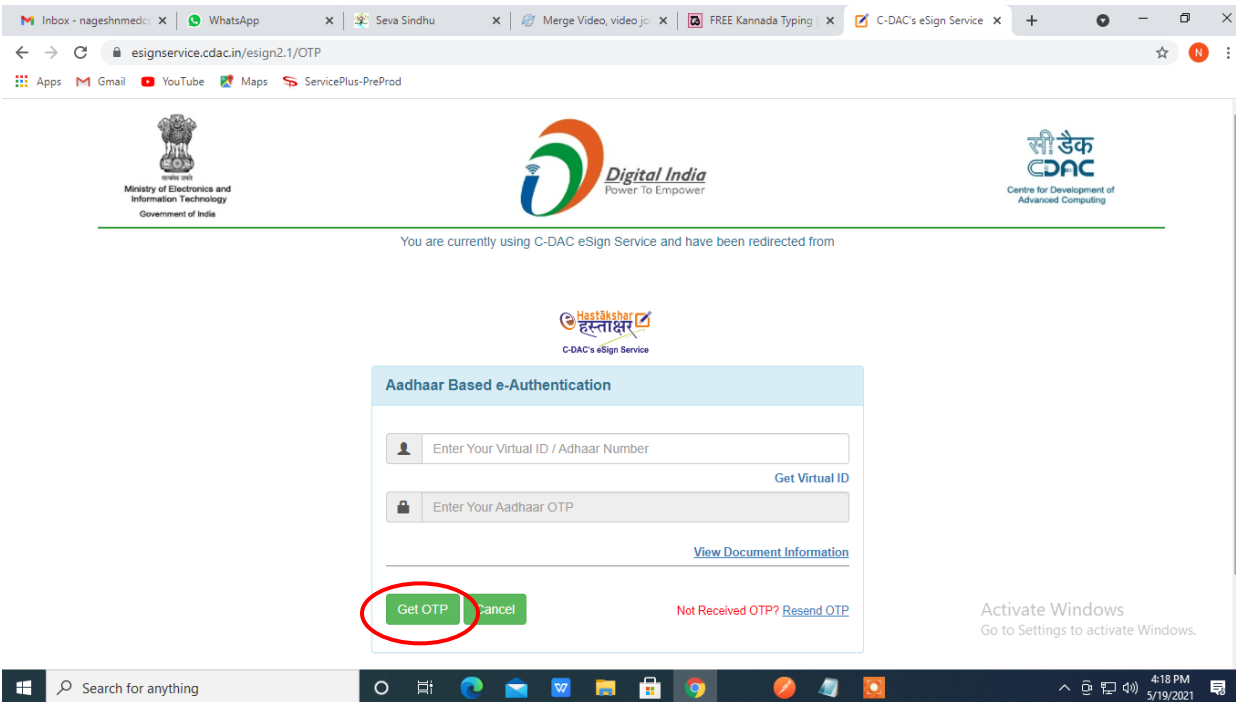 Inbox - nageshnmedc
WhatsApp
Seva Sindhu
Merge Video, video jo
FREE Kannada Typing
C-DAC's eSign Service
esignservice.cdac.in/esign2.1/OTP
N
Apps
Gmail
YouTube
Maps
ServicePlus-PreProd
सत्यमेव जयते
Ministry of Electronics and
Information Technology
Government of India
Digital India
Power To Empower
सी डैक
CDAC
Centre for Development of
Advanced Computing
You are currently using C-DAC eSign Service and have been redirected from
e Hastākshar
हस्ताक्षर
C-DAC's eSign Service
Aadhaar Based e-Authentication
Enter Your Virtual ID / Adhaar Number
Get Virtual ID
Enter Your Aadhaar OTP
View Document Information
Get OTP
Cancel
Not Received OTP? Resend OTP
Activate Windows
Go to Settings to activate Windows.
Search for anything
4:18 PM
5/19/2021